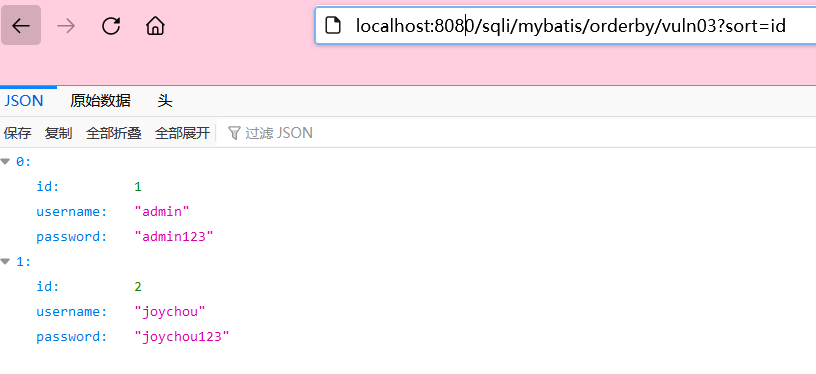 localhost:8080/sqli/mybatis/orderby/vuln03?sort=id
JSON 原始数据 头
保存 复制 全部折叠 全部展开 过滤 JSON
0:
id: 1
username: "admin"
password: "admin123"
1:
id: 2
username: "joychou"
password: "joychou123"